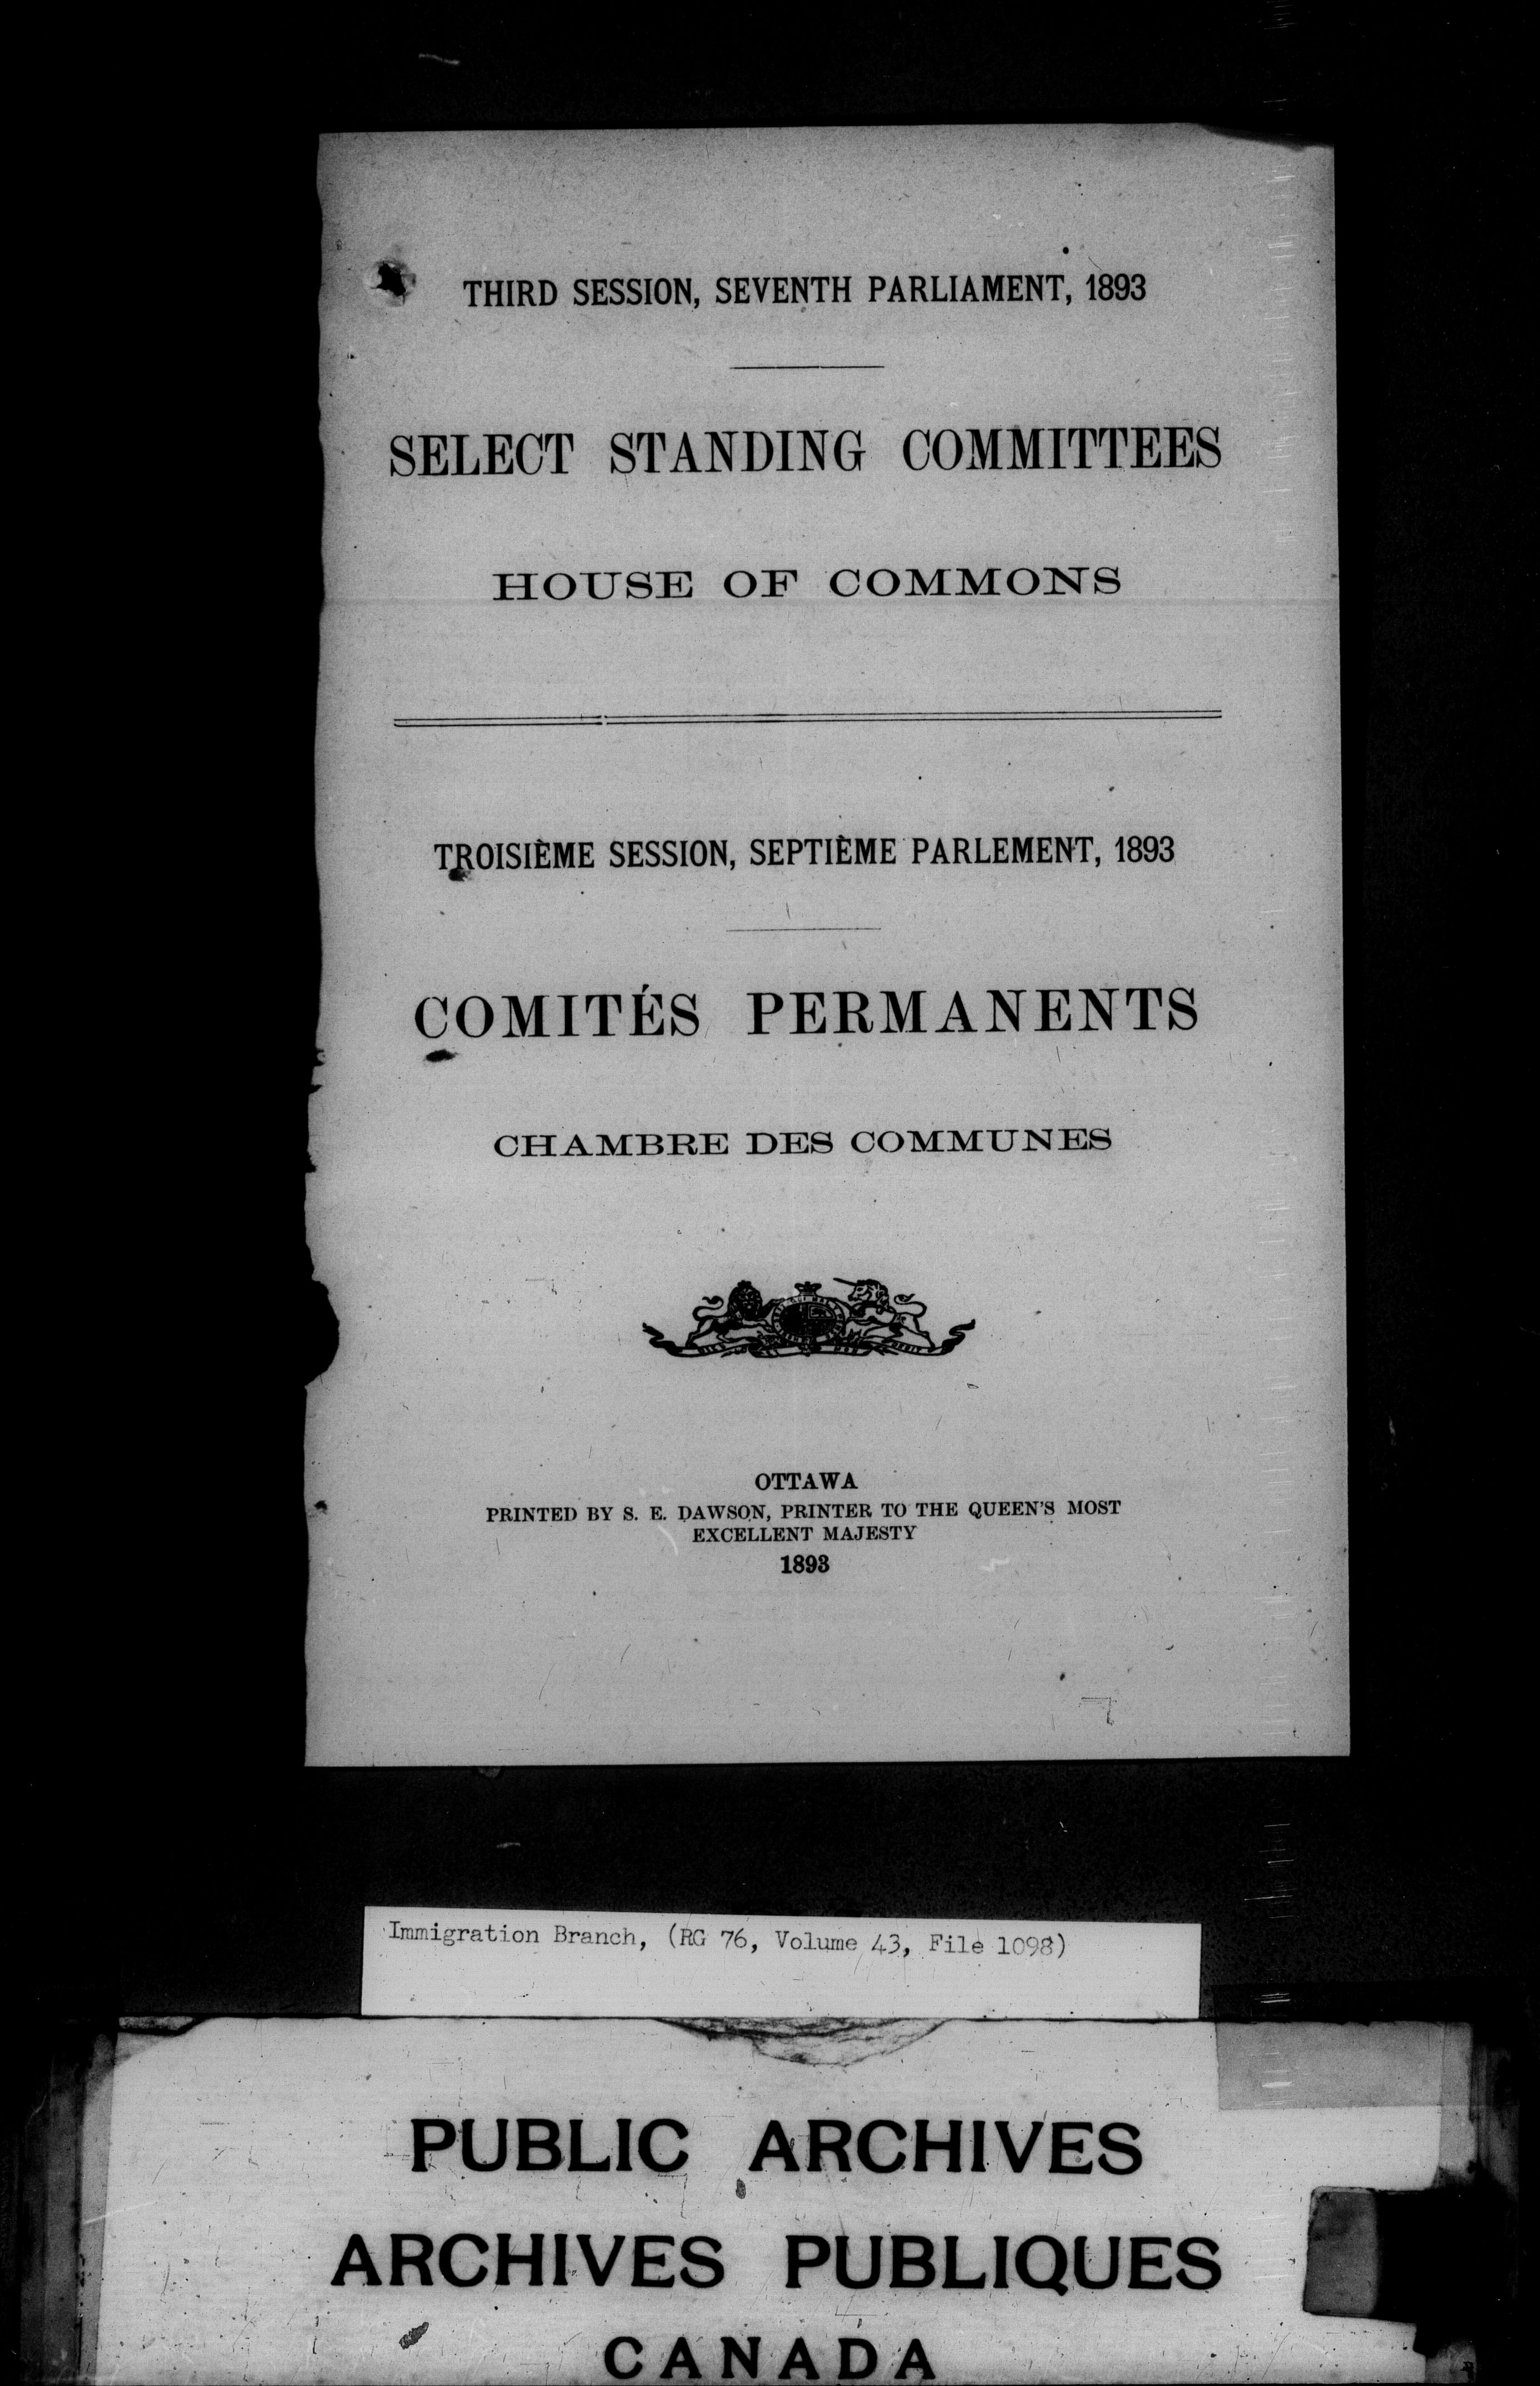 THIRD SESSION, SEVENTH PARLIAMENT, 1893
SELECT STANDING COMMITTEES
HOUSE OF COMMONS
TROISIÈME SESSION, SEPTIÈME PARLEMENT, 1893
COMITÉS PERMANENTS
CHAMBRE DES COMMUNES
OTTAWA
PRINTED BY S. E. DAWSON, PRINTER TO THE QUEEN'S MOST
EXCELLENT MAJESTY
1893
Immigration Branch, (RG 76, Volume 43, File 1098)
PUBLIC ARCHIVES
ARCHIVES PUBLIQUES
CANADA